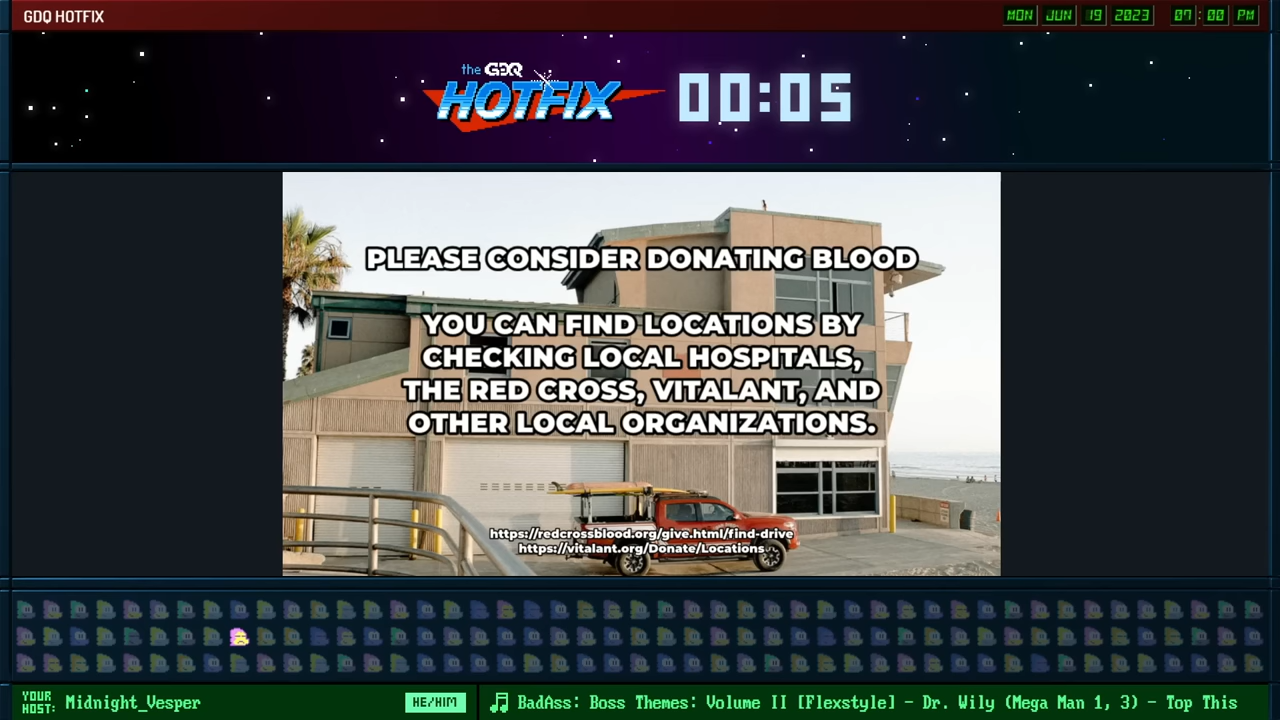 GDQ HOTFIX
MON JUN 19 2023 07:00 PM
the GDQ
HOTFIX
00:05
PLEASE CONSIDER DONATING BLOOD
YOU CAN FIND LOCATIONS BY
CHECKING LOCAL HOSPITALS,
THE RED CROSS, VITALANT, AND
OTHER LOCAL ORGANIZATIONS.
https://redcrossblood.org/give.html/find-drive
https://vitalant.org/Donate/Locations
YOUR HOST: Midnight_Vesper HE/HIM
BadAss: Boss Themes: Volume II [Flexstyle] - Dr. Wily (Mega Man 1, 3) - Top This